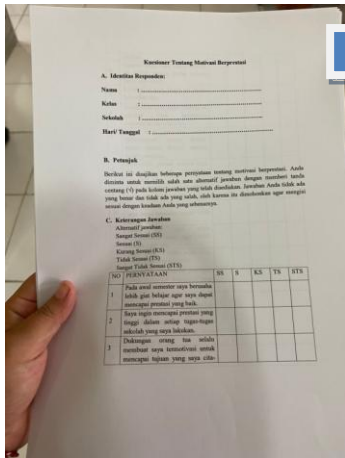 Kuesioner Tentang Motivasi Berprestasi
A. Identitas Responden:
Nama :
Kelas :
Sekolah :
Hari/ Tanggal :
B. Petunjuk
Berikut ini disajikan beberapa pernyataan tentang motivasi berprestasi. Anda
diminta untuk memilih salah satu alternatif jawaban dengan memberi tanda
centang (√) pada kolom jawaban yang telah disediakan. Jawaban Anda tidak ada
yang benar dan tidak ada yang salah, oleh karena itu diusahakan agar mengisi
sesuai dengan keadaan Anda yang sebenarnya.
C. Keterangan Jawaban
Alternatif jawaban:
Sangat Sesuai (SS)
Sesuai (S)
Kurang Sesuai (KS)
Tidak Sesuai (TS)
Sangat Tidak Sesuai (STS)
NO PERNYATAAN SS S KS TS STS
1 Pada awal semester saya berusaha
lebih giat belajar agar saya dapat
mencapai prestasi yang baik.
2 Saya ingin mencapai prestasi yang
tinggi dalam setiap tugas-tugas
sekolah yang saya lakukan.
3 Dukungan orang tua selalu
membuat saya termotivasi untuk
mencapai tujuan yang saya cita-